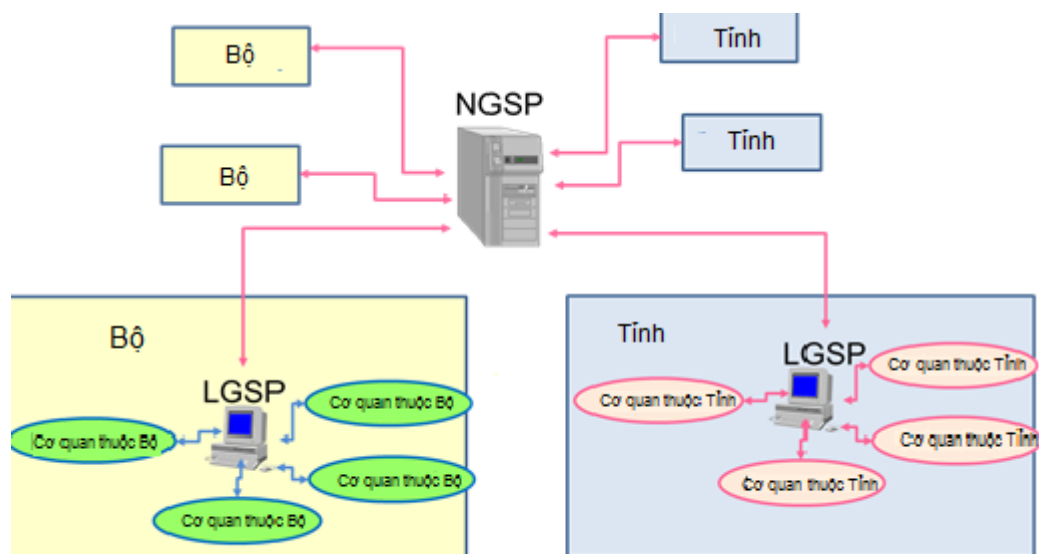 Bộ
Tỉnh
NGSP
Tỉnh
Bộ
Bộ
LGSP
Cơ quan thuộc Bộ
Cơ quan thuộc Bộ
Cơ quan thuộc Bộ
Cơ quan thuộc Bộ
Tỉnh
LGSP
Cơ quan thuộc Tỉnh
Cơ quan thuộc Tỉnh
Cơ quan thuộc Tỉnh
Cơ quan thuộc Tỉnh